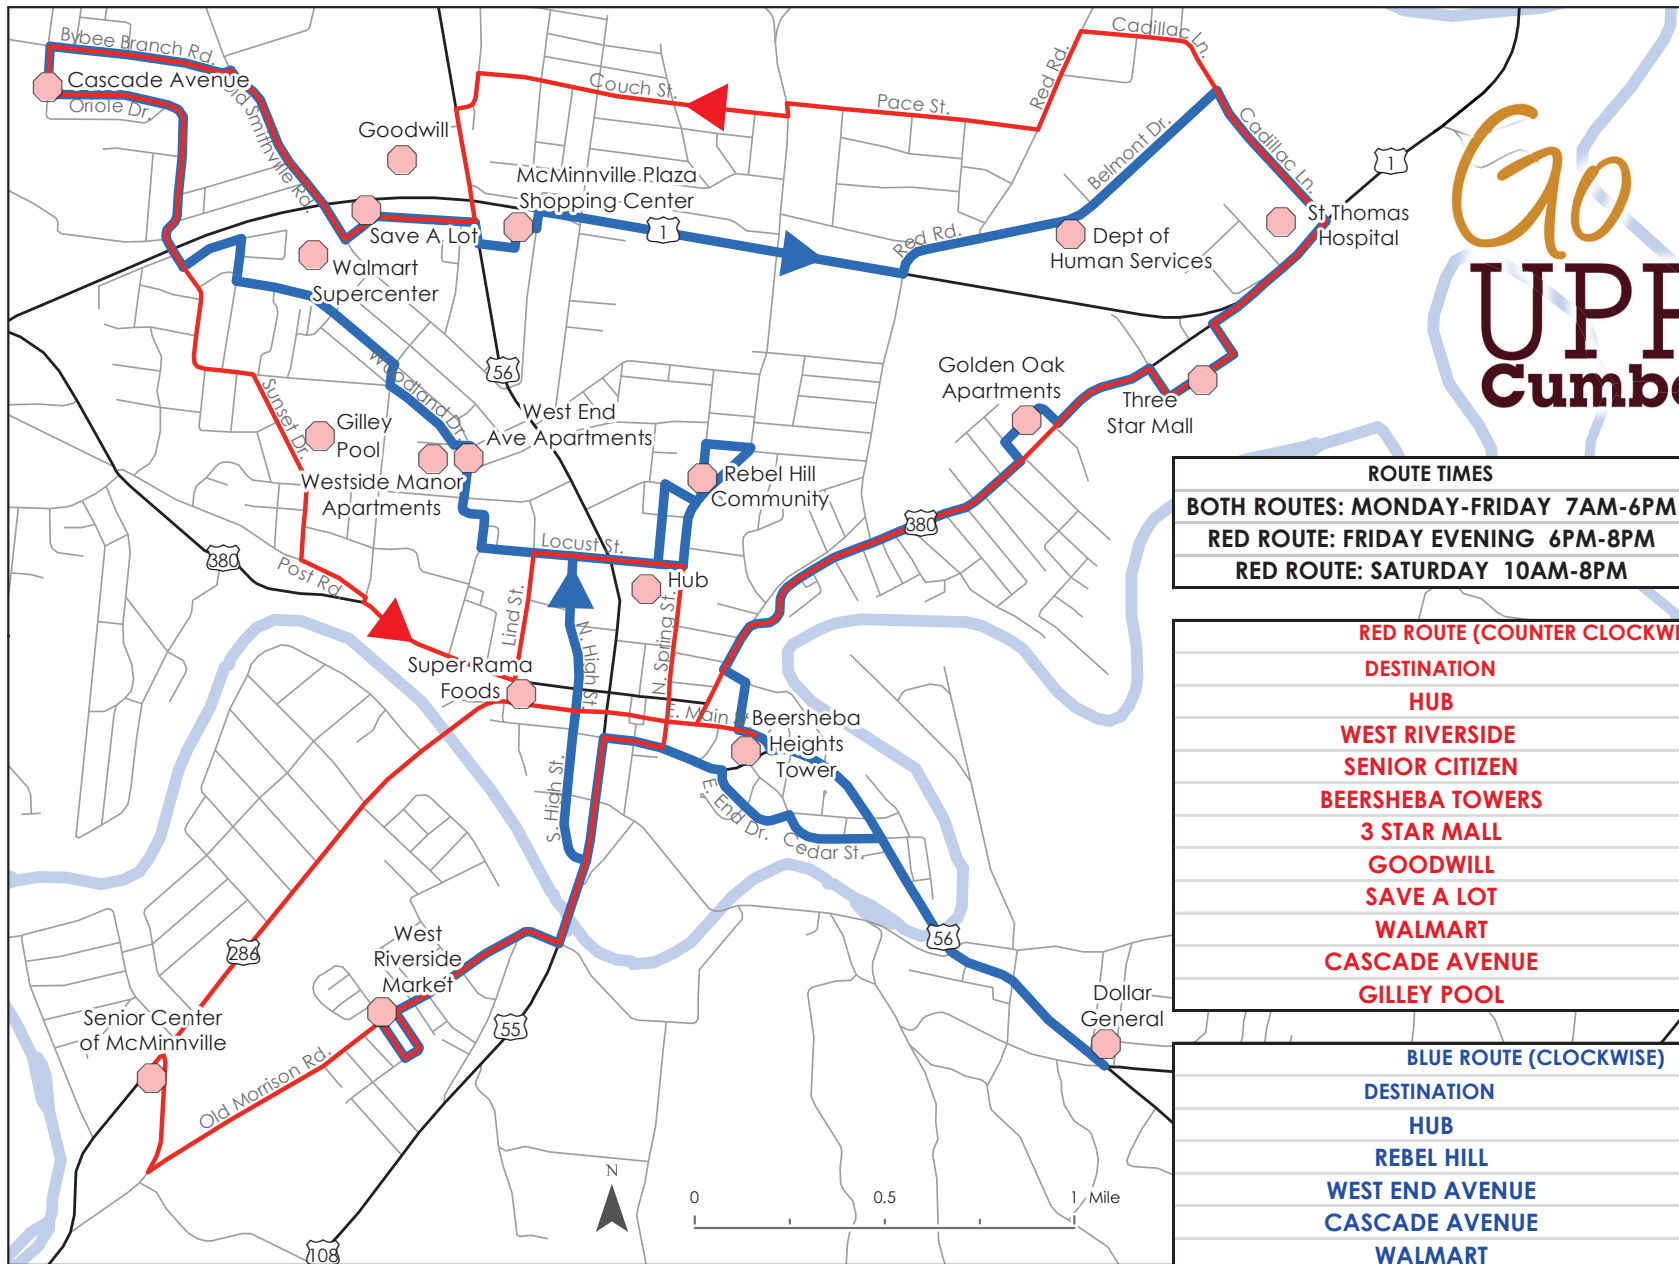 Bybee Branch Rd.
Cascade Avenue
Oriole Dr.
Old Smithville Rd.
Goodwill
Couch St.
Pace St.
Red Rd.
Cadillac Ln.
McMinnville Plaza
Shopping Center
1
Belmont Dr.
Cadillac Ln.
1
Go
Save A Lot
Red Rd.
Dept of
Human Services
St Thomas
Hospital
Walmart
Supercenter
UPP
Cumbe
56
Woodland Dr.
Golden Oak
Apartments
Three
Star Mall
Sunset Dr.
Gilley
Pool
West End
Ave Apartments
Westside Manor
Apartments
Rebel Hill
Community
380
380
Locust St.
Post Rd.
Hub
Lind St.
N. High St.
N. Spring St.
Super Rama
Foods
E. Main St.
Beersheba
Heights
Tower
S. High St.
E. End Dr.
Cedar St.
56
286
West
Riverside
Market
55
Senior Center
of McMinnville
Old Morrison Rd.
Dollar
General
108
N
0 0.5 1 Mile
ROUTE TIMES
BOTH ROUTES: MONDAY-FRIDAY 7AM-6PM
RED ROUTE: FRIDAY EVENING 6PM-8PM
RED ROUTE: SATURDAY 10AM-8PM
RED ROUTE (COUNTER CLOCKWI
DESTINATION
HUB
WEST RIVERSIDE
SENIOR CITIZEN
BEERSHEBA TOWERS
3 STAR MALL
GOODWILL
SAVE A LOT
WALMART
CASCADE AVENUE
GILLEY POOL
BLUE ROUTE (CLOCKWISE)
DESTINATION
HUB
REBEL HILL
WEST END AVENUE
CASCADE AVENUE
WALMART